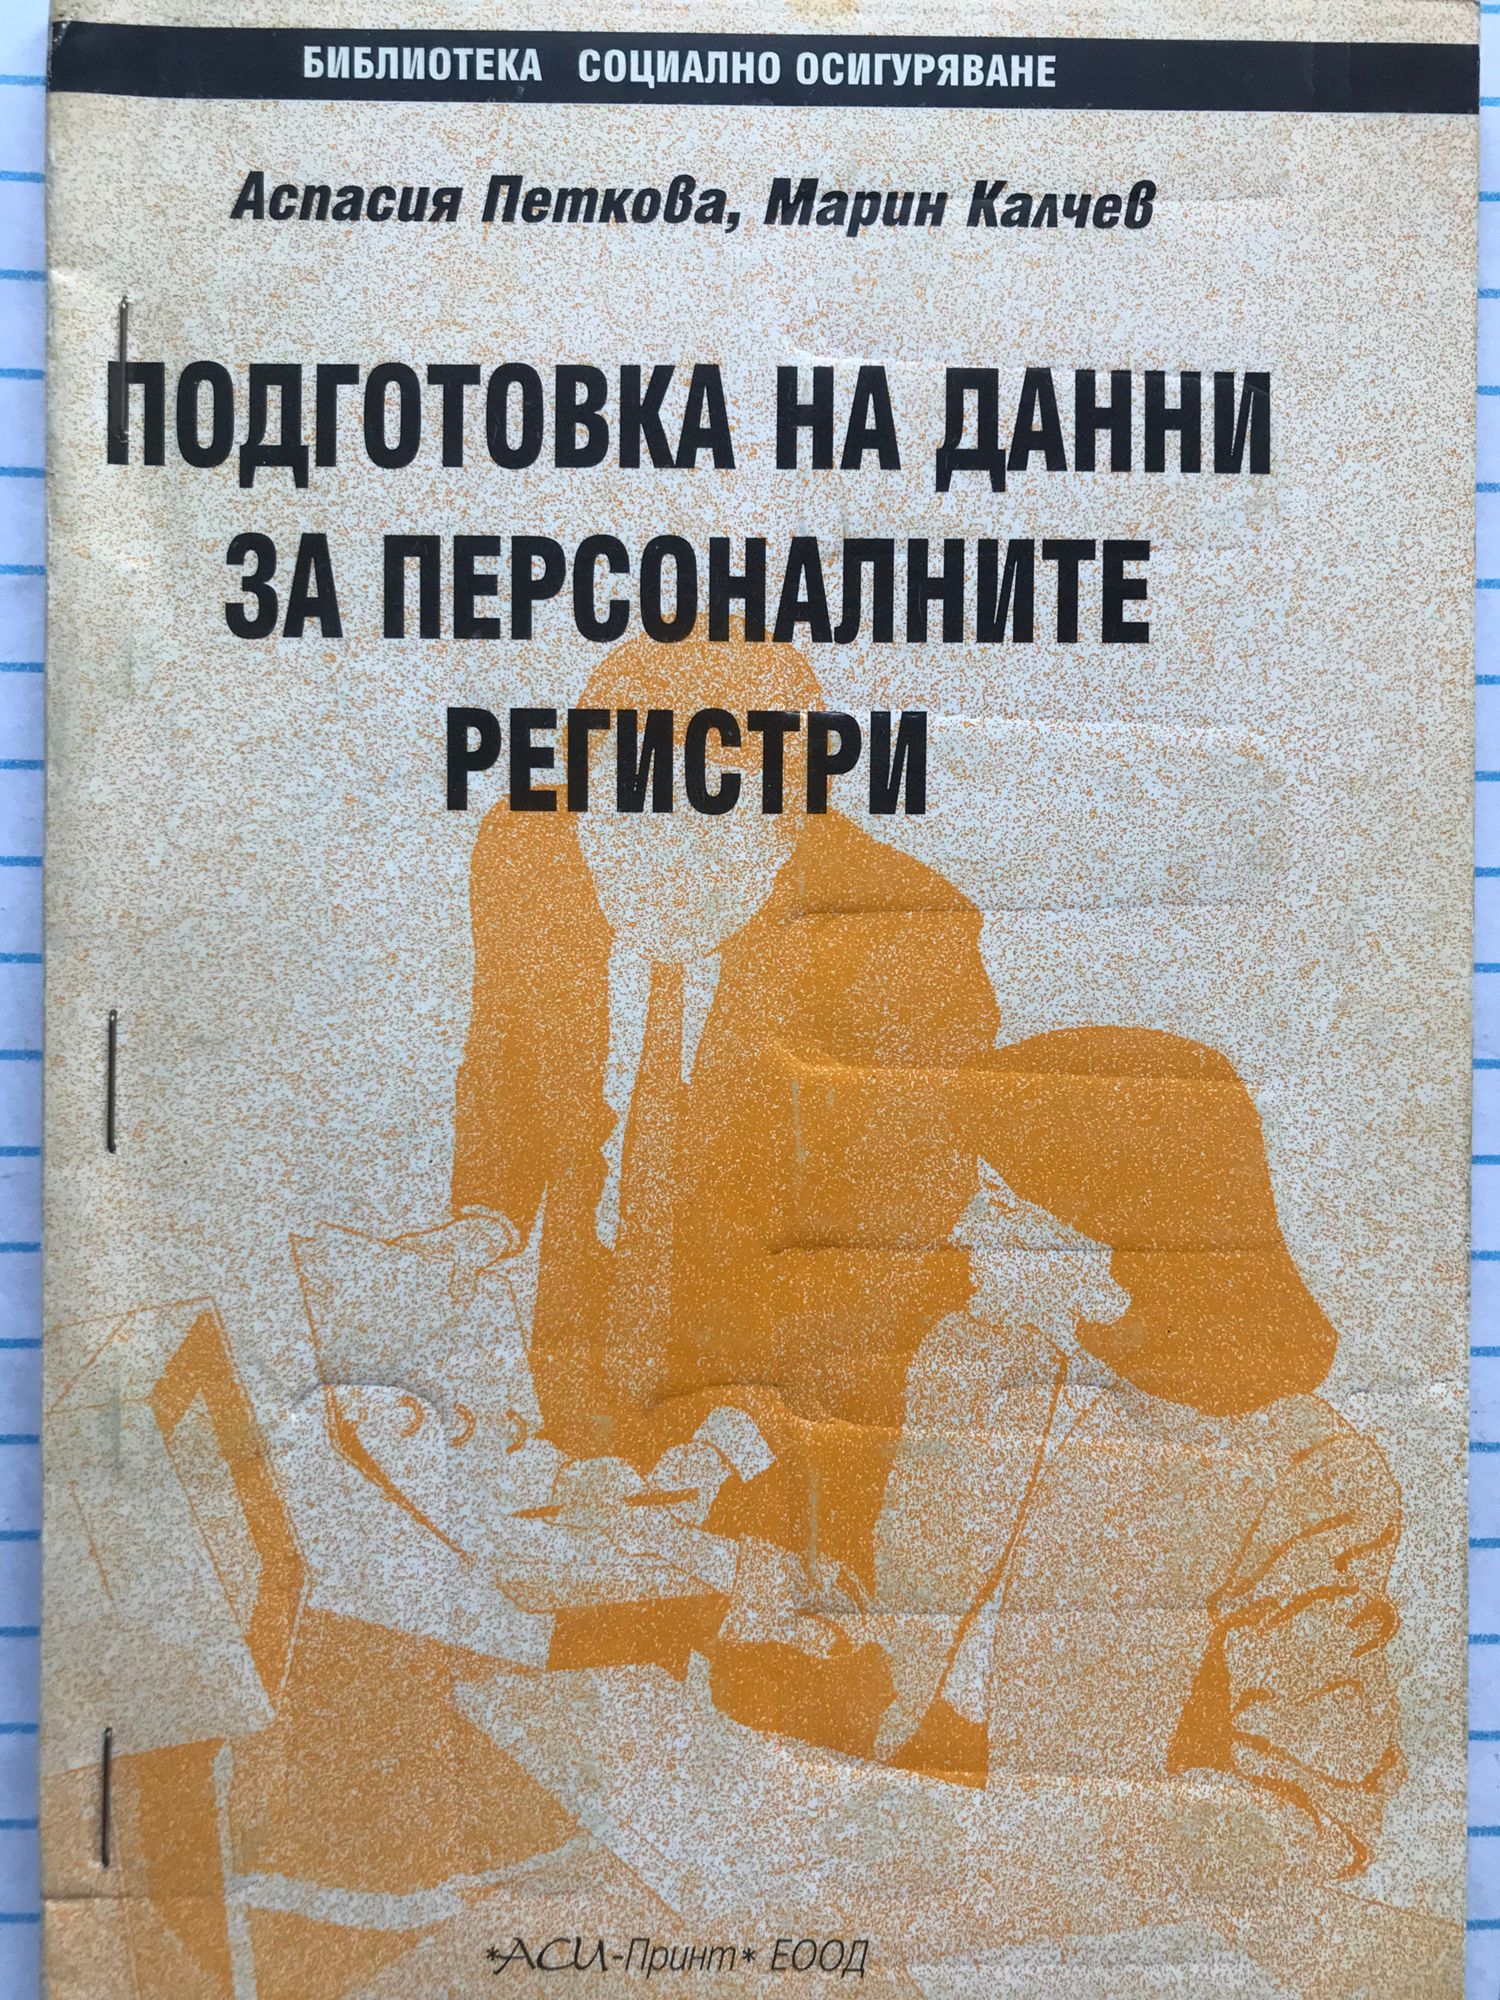 БИБЛИОТЕКА СОЦИАЛНО ОСИГУРЯВАНЕ
Аспасия Петкова, Марин Калчев
ПОДГОТОВКА НА ДАННИ
ЗА ПЕРСОНАЛНИТЕ
РЕГИСТРИ
*АСИ-Принт* ЕООД